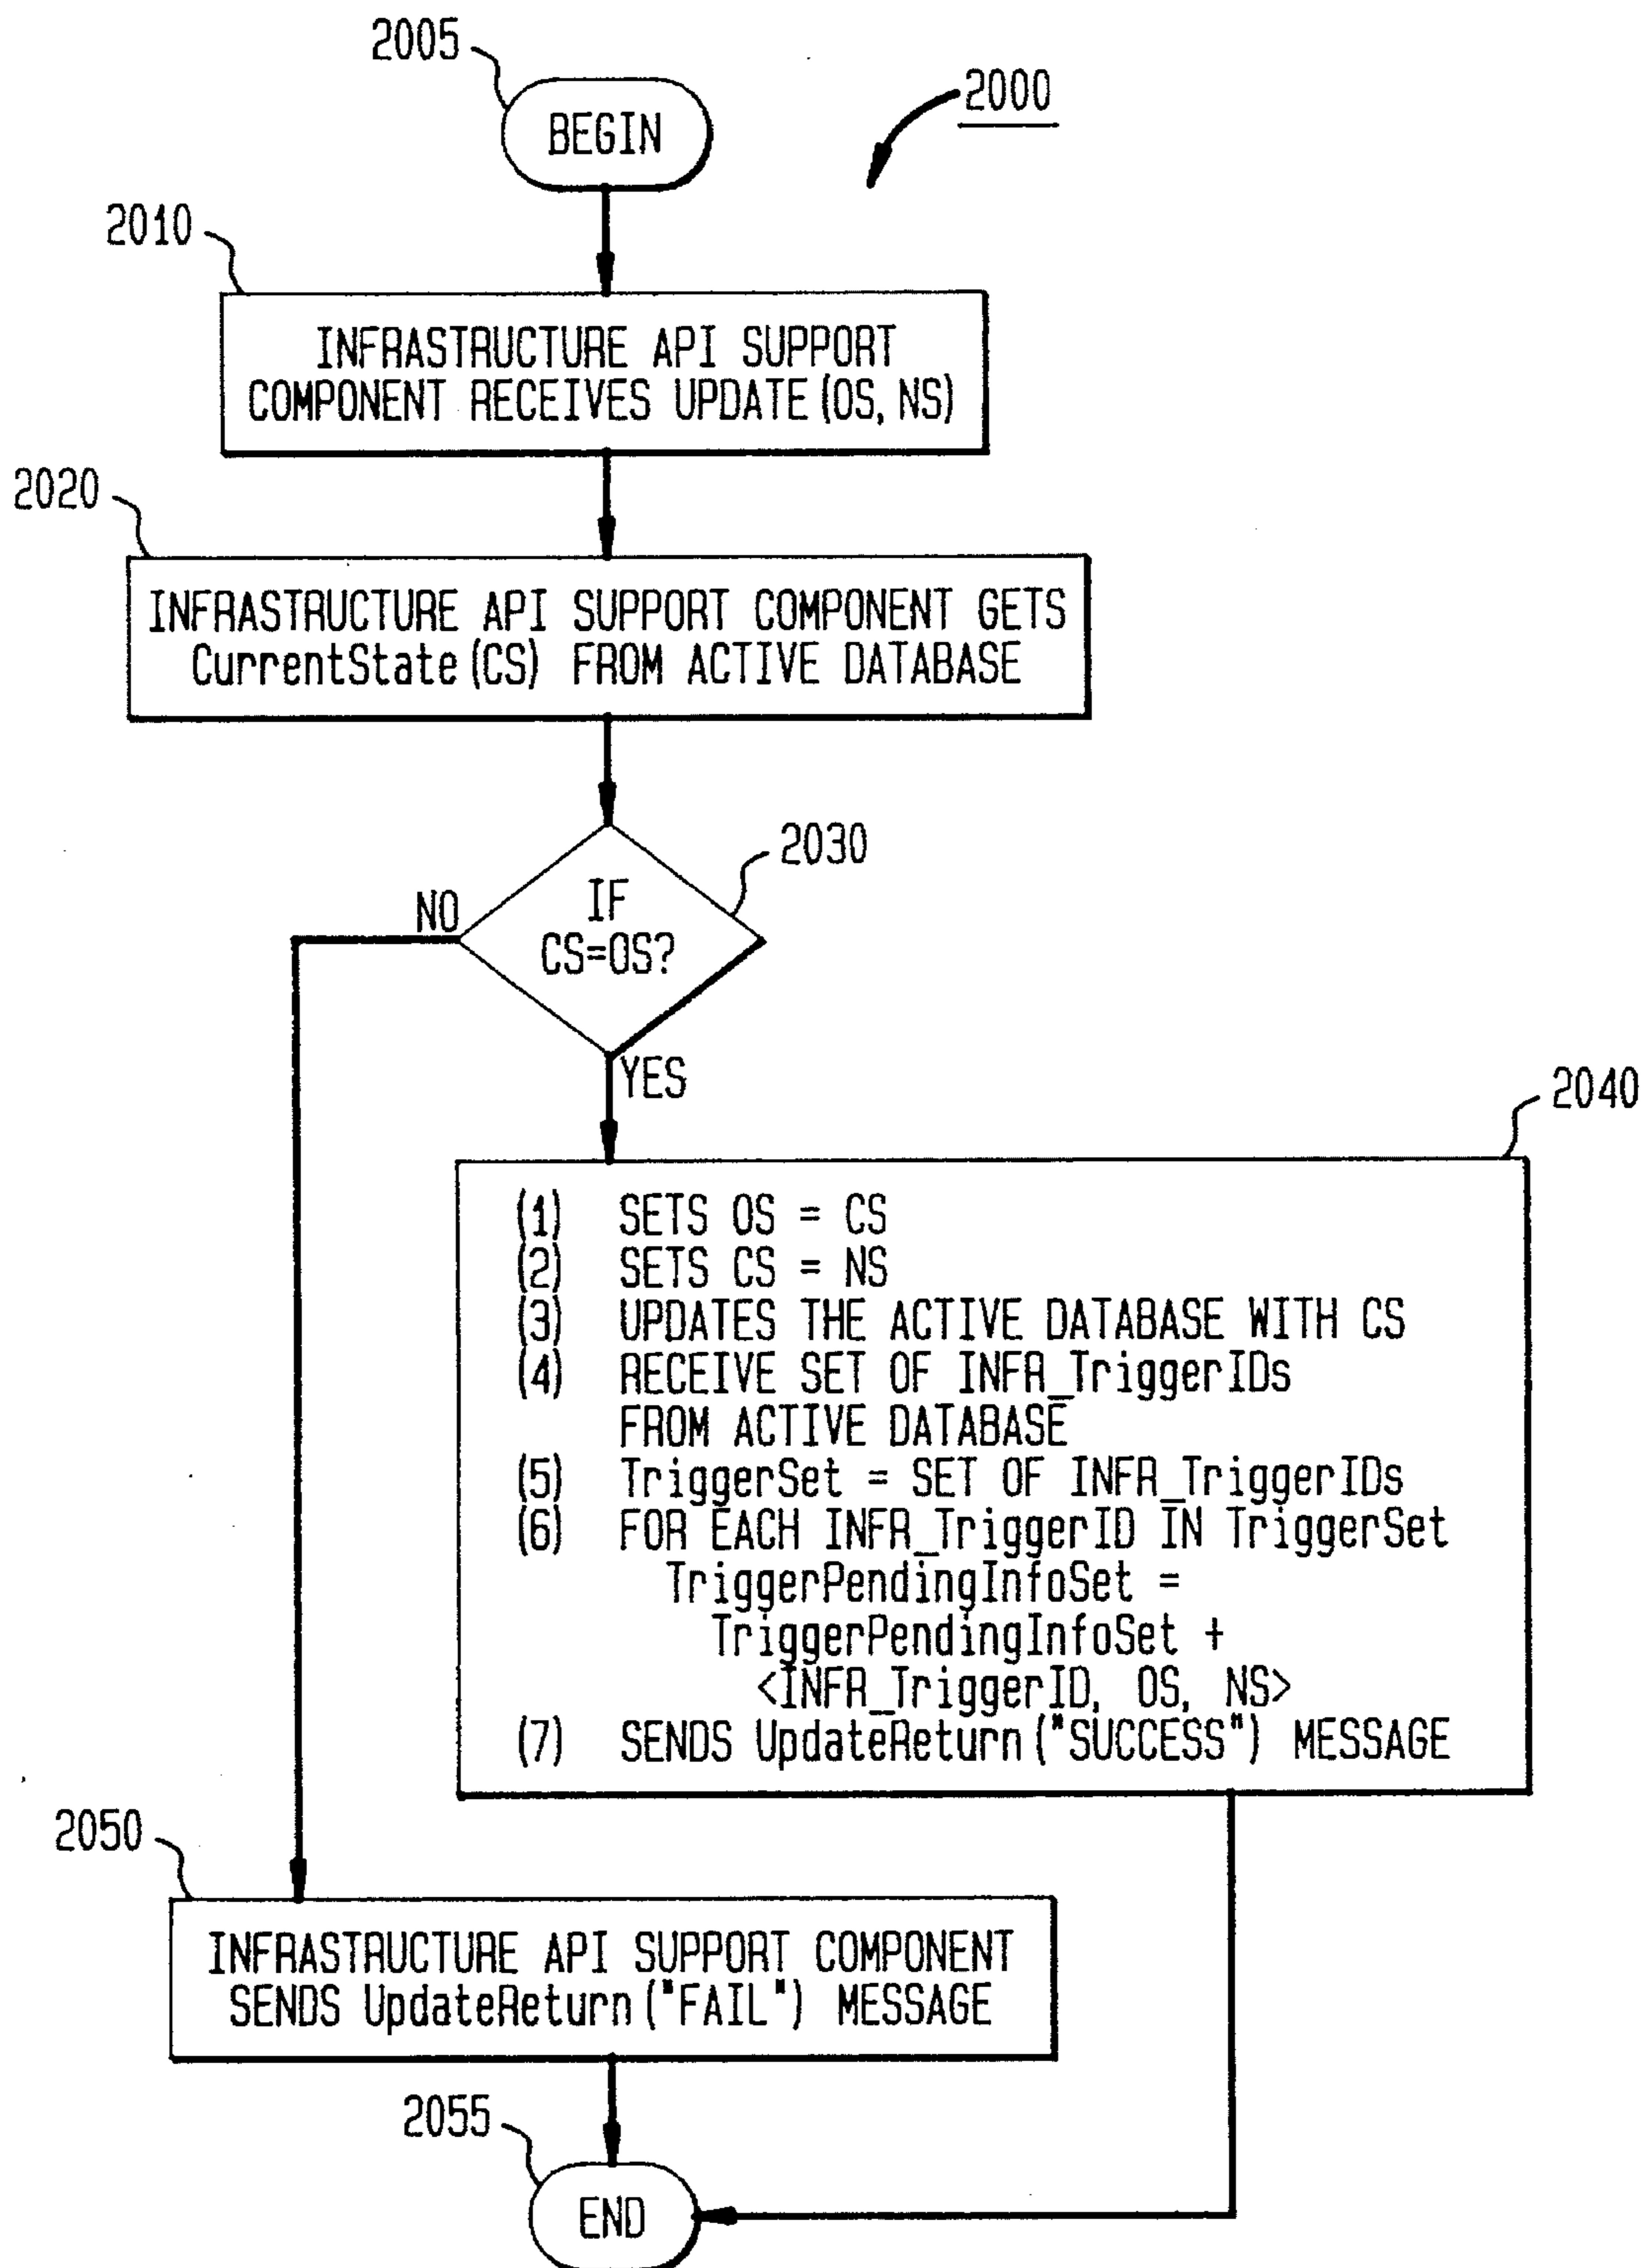 2005
BEGIN
2000
2010
INFRASTRUCTURE API SUPPORT
COMPONENT RECEIVES UPDATE (OS, NS)
2020
INFRASTRUCTURE API SUPPORT COMPONENT GETS
CurrentState (CS) FROM ACTIVE DATABASE
2030
IF
CS=OS?
NO
YES
2040
(1) SETS OS = CS
(2) SETS CS = NS
(3) UPDATES THE ACTIVE DATABASE WITH CS
(4) RECEIVE SET OF INFR_TriggerIDs
FROM ACTIVE DATABASE
(5) TriggerSet = SET OF INFR_TriggerIDs
(6) FOR EACH INFR_TriggerID IN TriggerSet
TriggerPendingInfoSet =
TriggerPendingInfoSet +
<INFR_TriggerID, OS, NS>
(7) SENDS UpdateReturn ("SUCCESS") MESSAGE
2050
INFRASTRUCTURE API SUPPORT COMPONENT
SENDS UpdateReturn ("FAIL") MESSAGE
2055
END